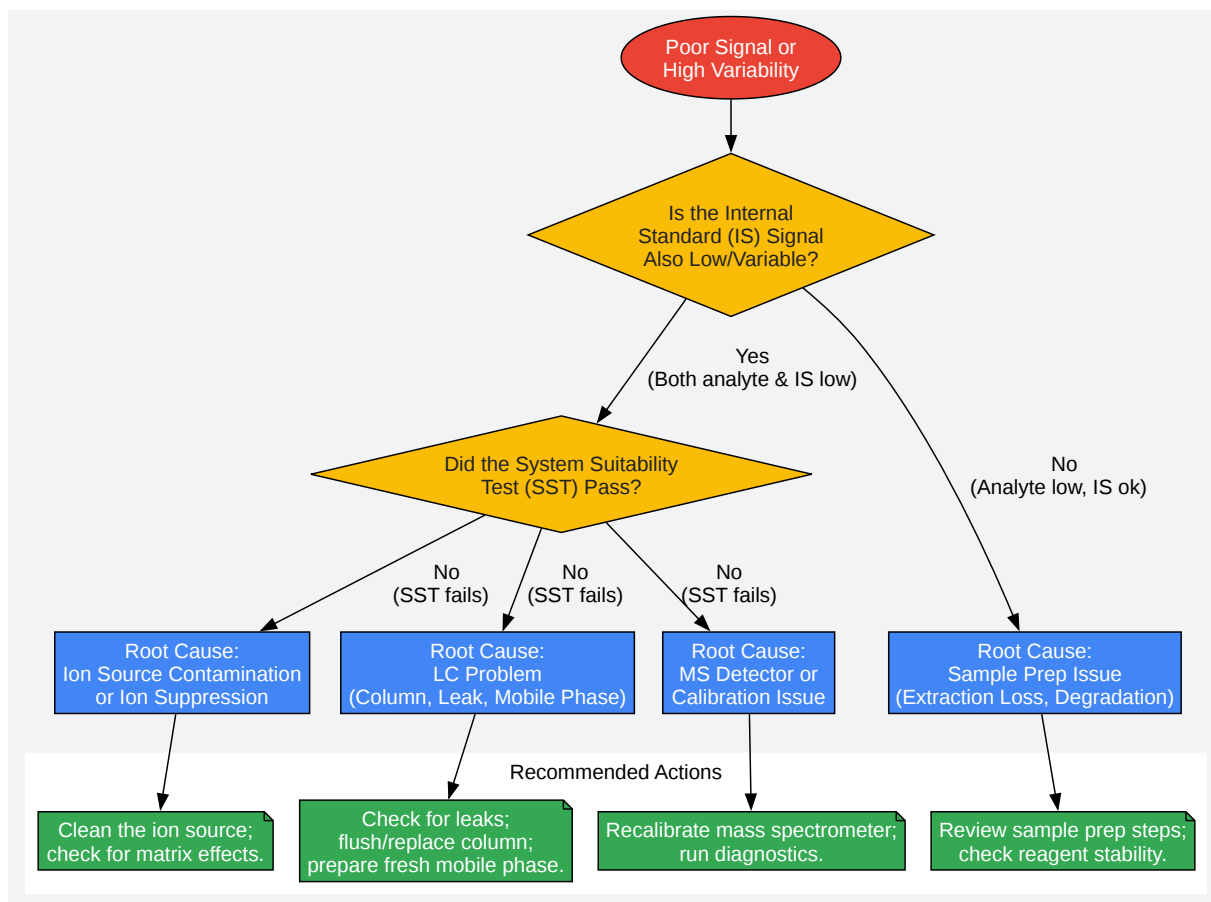 Poor Signal or
High Variability
Is the Internal
Standard (IS) Signal
Also Low/Variable?
Yes
(Both analyte & IS low)
Did the System Suitability
Test (SST) Pass?
No
(Analyte low, IS ok)
No
(SST fails)
No
(SST fails)
No
(SST fails)
Root Cause:
Ion Source Contamination
or Ion Suppression
Root Cause:
LC Problem
(Column, Leak, Mobile Phase)
Root Cause:
MS Detector or
Calibration Issue
Root Cause:
Sample Prep Issue
(Extraction Loss, Degradation)
Recommended Actions
Clean the ion source;
check for matrix effects.
Check for leaks;
flush/replace column;
prepare fresh mobile phase.
Recalibrate mass spectrometer;
run diagnostics.
Review sample prep steps;
check reagent stability.